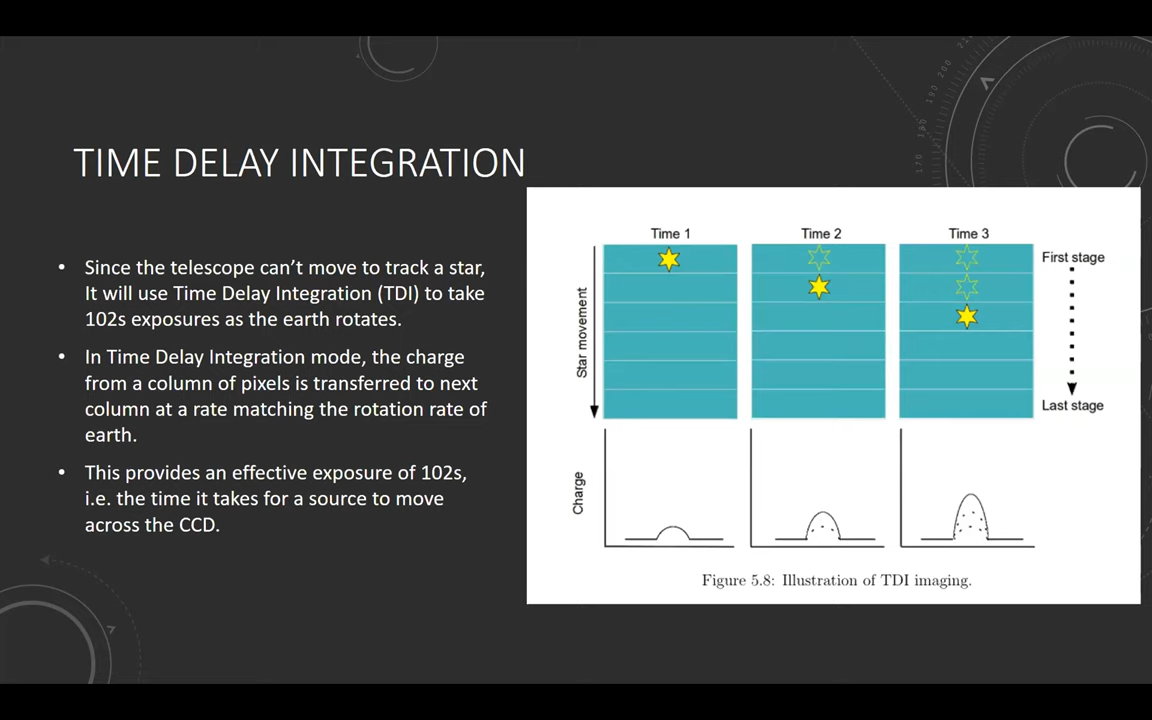 TIME DELAY INTEGRATION
• Since the telescope can’t move to track a star,
It will use Time Delay Integration (TDI) to take
102s exposures as the earth rotates.
• In Time Delay Integration mode, the charge
from a column of pixels is transferred to next
column at a rate matching the rotation rate of
earth.
• This provides an effective exposure of 102s,
i.e. the time it takes for a source to move
across the CCD.
Time 1
Time 2
Time 3
Star movement
First stage
Last stage
Charge
Figure 5.8: Illustration of TDI imaging.
170
180
190
200